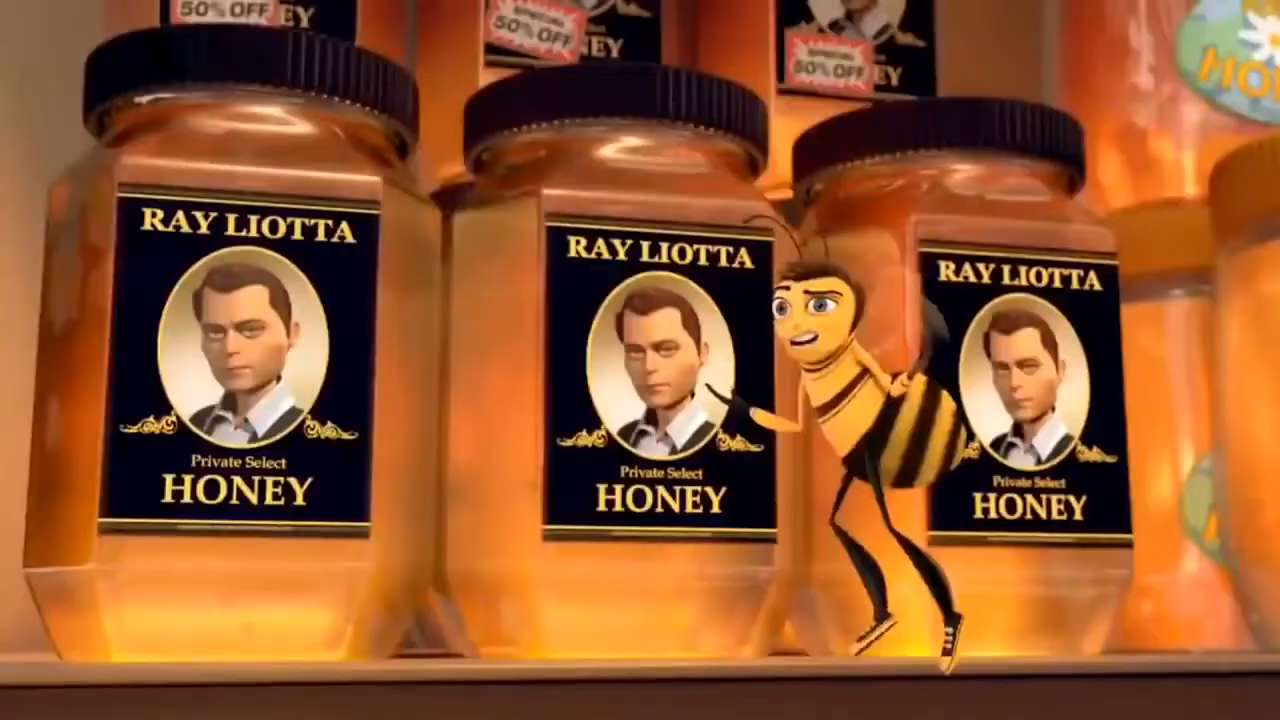 50% OFF
EY
SPECIAL
50% OFF
NEY
SPECIAL
50% OFF
EY
HO
RAY LIOTTA
Private Select
HONEY
RAY LIOTTA
Private Select
HONEY
RAY LIOTTA
Private Select
HONEY